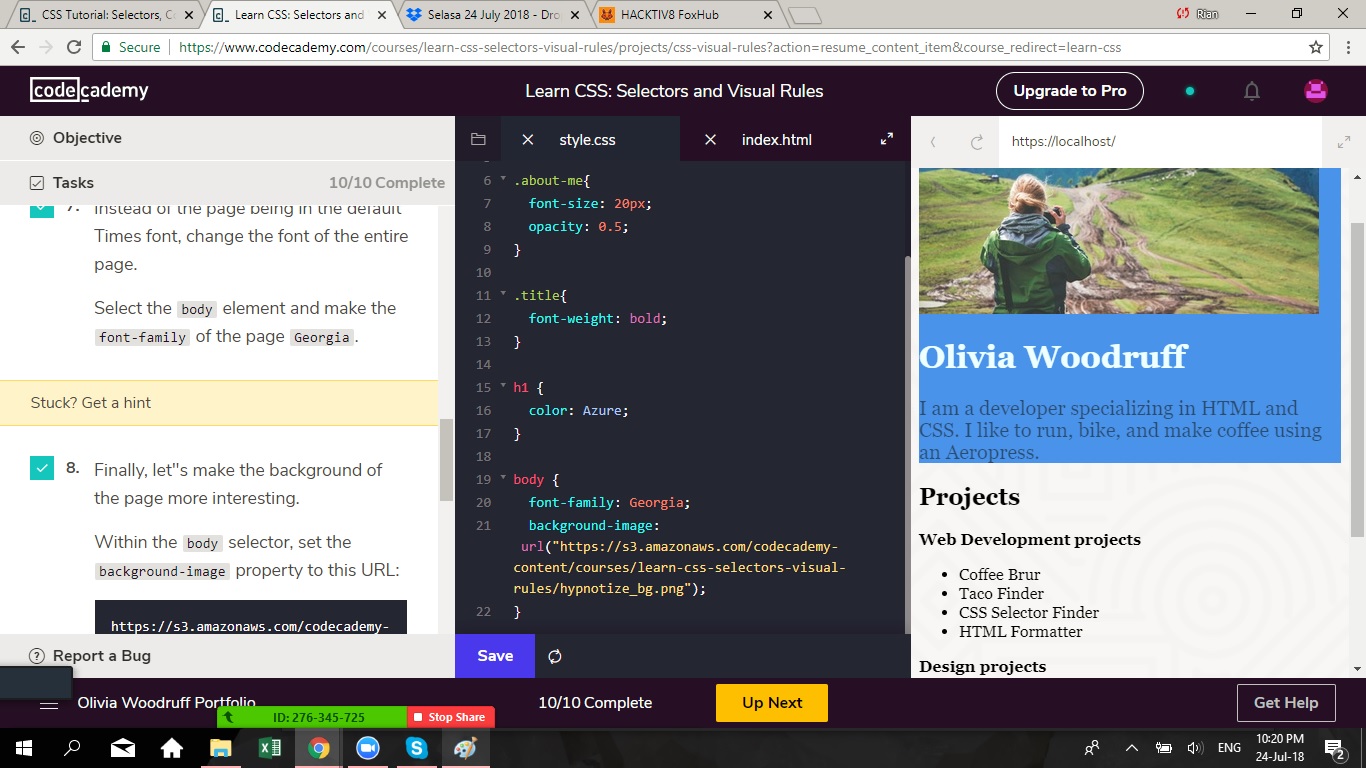 CSS Tutorial: Selectors, C
Learn CSS: Selectors and
Selasa 24 July 2018 - Dro
HACKTIV8 FoxHub
Rian
Secure
https://www.codecademy.com/courses/learn-css-selectors-visual-rules/projects/css-visual-rules?action=resume_content_item&course_redirect=learn-css
codecademy
Learn CSS: Selectors and Visual Rules
Upgrade to Pro
Objective
Tasks
10/10 Complete
7. Instead of the page being in the default
Times font, change the font of the entire
page.
Select the body element and make the
font-family of the page Georgia.
Stuck? Get a hint
8. Finally, let"s make the background of
the page more interesting.
Within the body selector, set the
background-image property to this URL:
https://s3.amazonaws.com/codecademy-
Report a Bug
style.css
index.html
6 .about-me{
7 font-size: 20px;
8 opacity: 0.5;
9 }
10
11 .title{
12 font-weight: bold;
13 }
14
15 h1 {
16 color: Azure;
17 }
18
19 body {
20 font-family: Georgia;
21 background-image:
url("https://s3.amazonaws.com/codecademy-
content/courses/learn-css-selectors-visual-
rules/hypnotize_bg.png");
22 }
Save
https://localhost/
Olivia Woodruff
I am a developer specializing in HTML and
CSS. I like to run, bike, and make coffee using
an Aeropress.
Projects
Web Development projects
Coffee Brur
Taco Finder
CSS Selector Finder
HTML Formatter
Design projects
Olivia Woodruff Portfolio
10/10 Complete
Up Next
Get Help
ID: 276-345-725
Stop Share
ENG
10:20 PM
24-Jul-18
2